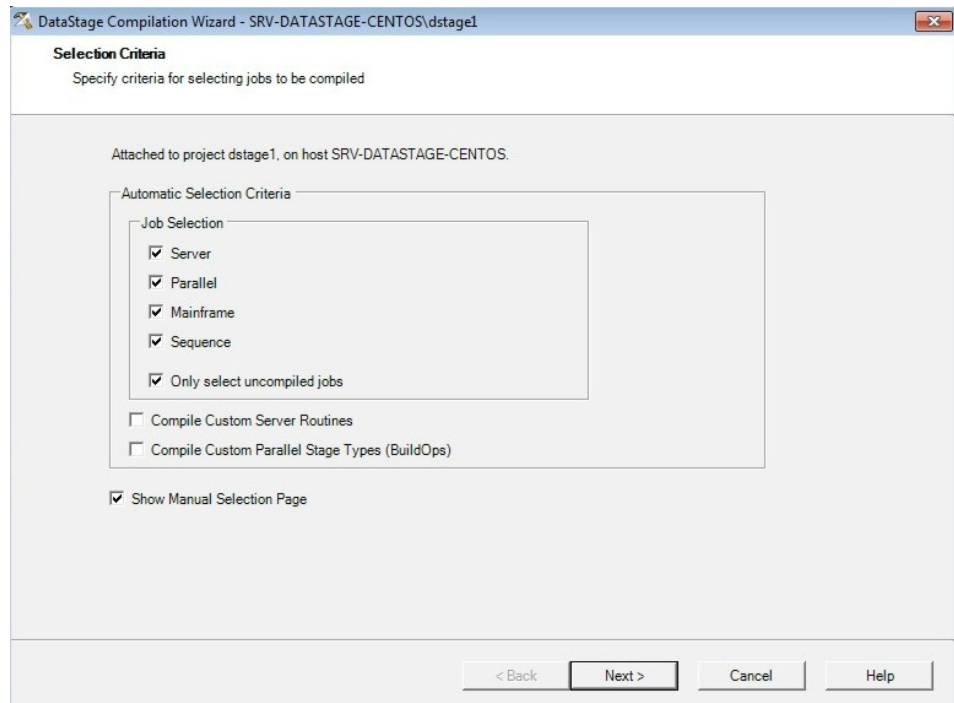 DataStage Compilation Wizard - SRV-DATASTAGE-CENTOS\dstage1
Selection Criteria
Specify criteria for selecting jobs to be compiled
Attached to project dstage1, on host SRV-DATASTAGE-CENTOS.
Automatic Selection Criteria
Job Selection
Server
Parallel
Mainframe
Sequence
Only select uncompiled jobs
Compile Custom Server Routines
Compile Custom Parallel Stage Types (BuildOps)
Show Manual Selection Page
< Back Next > Cancel Help